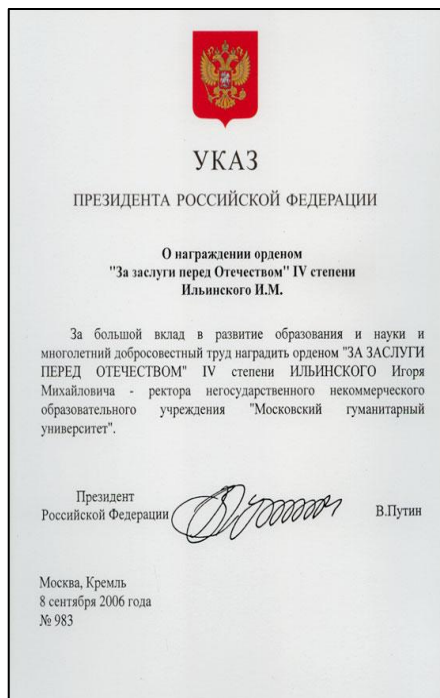 УКАЗ
ПРЕЗИДЕНТА РОССИЙСКОЙ ФЕДЕРАЦИИ
О награждении орденом
"За заслуги перед Отечеством" IV степени
Ильинского И.М.
За большой вклад в развитие образования и науки и
многолетний добросовестный труд наградить орденом "ЗА ЗАСЛУГИ
ПЕРЕД ОТЕЧЕСТВОМ" IV степени ИЛЬИНСКОГО Игоря
Михайловича - ректора негосударственного некоммерческого
образовательного учреждения "Московский гуманитарный
университет".
Президент
Российской Федерации В.Путин
Москва, Кремль
8 сентября 2006 года
№ 983